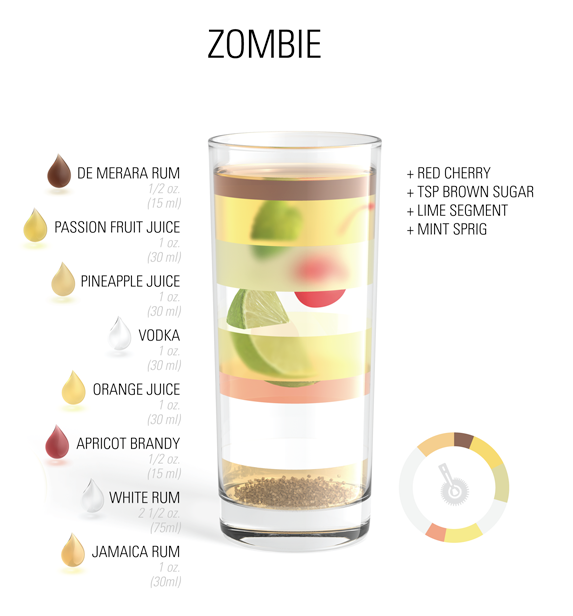 ZOMBIE
DE MERARA RUM
1/2 oz.
(15 ml)
PASSION FRUIT JUICE
1 oz.
(30 ml)
PINEAPPLE JUICE
1 oz.
(30 ml)
VODKA
1 oz.
(30 ml)
ORANGE JUICE
1 oz.
(30 ml)
APRICOT BRANDY
1/2 oz.
(15 ml)
WHITE RUM
2 1/2 oz.
(75ml)
JAMAICA RUM
1 oz.
(30ml)
+ RED CHERRY
+ TSP BROWN SUGAR
+ LIME SEGMENT
+ MINT SPRIG